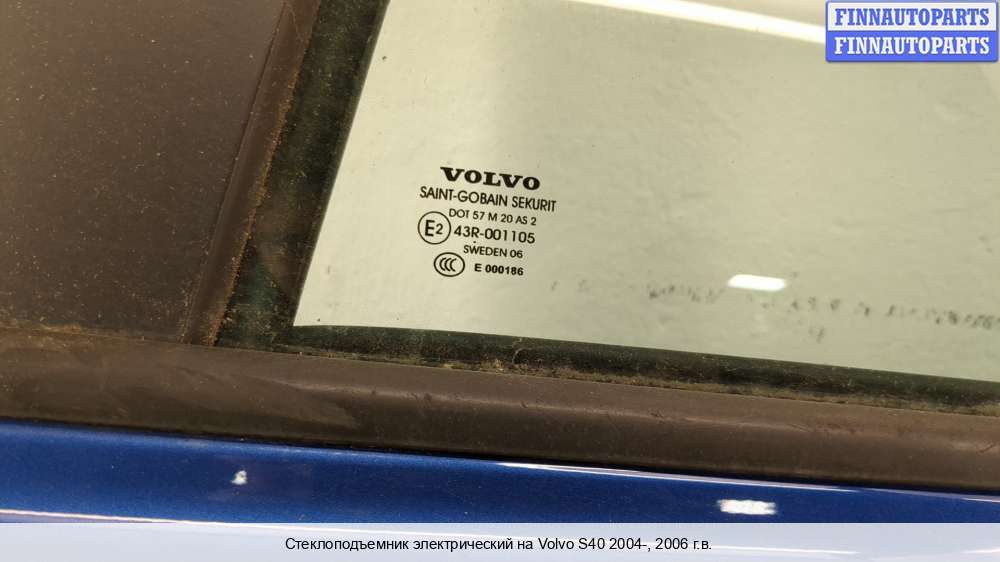 FINNAUTOPARTS
FINNAUTOPARTS
VOLVO
SAINT-GOBAIN SEKURIT
DOT 57 M 20 AS 2
E2 43R-001105
SWEDEN 06
CCC E 000186
Стеклоподъемник электрический на Volvo S40 2004-, 2006 г.в.